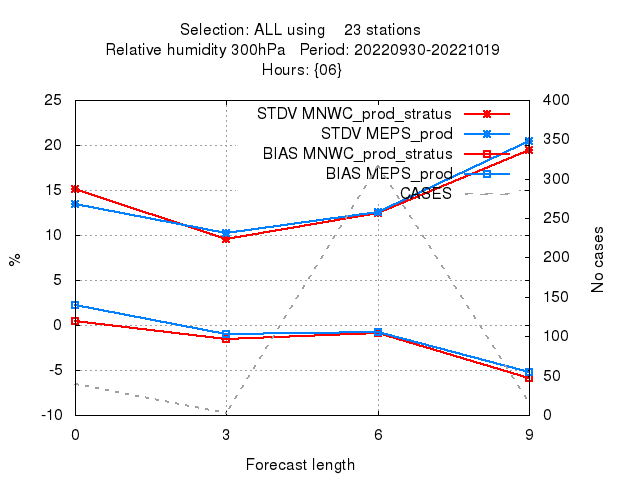 Selection: ALL using    23 stations
Relative humidity 300hPa   Period: 20220930-20221019
Hours: {06}
25 400
STDV MNWC_prod_stratus
STDV MEPS_prod
BIAS MNWC_prod_stratus
BIAS MEPS_prod
CASES
20
15
10
5
0
-5
-10
350
300
250
200
150
100
50
0
%
No cases
0 3 6 9
Forecast length